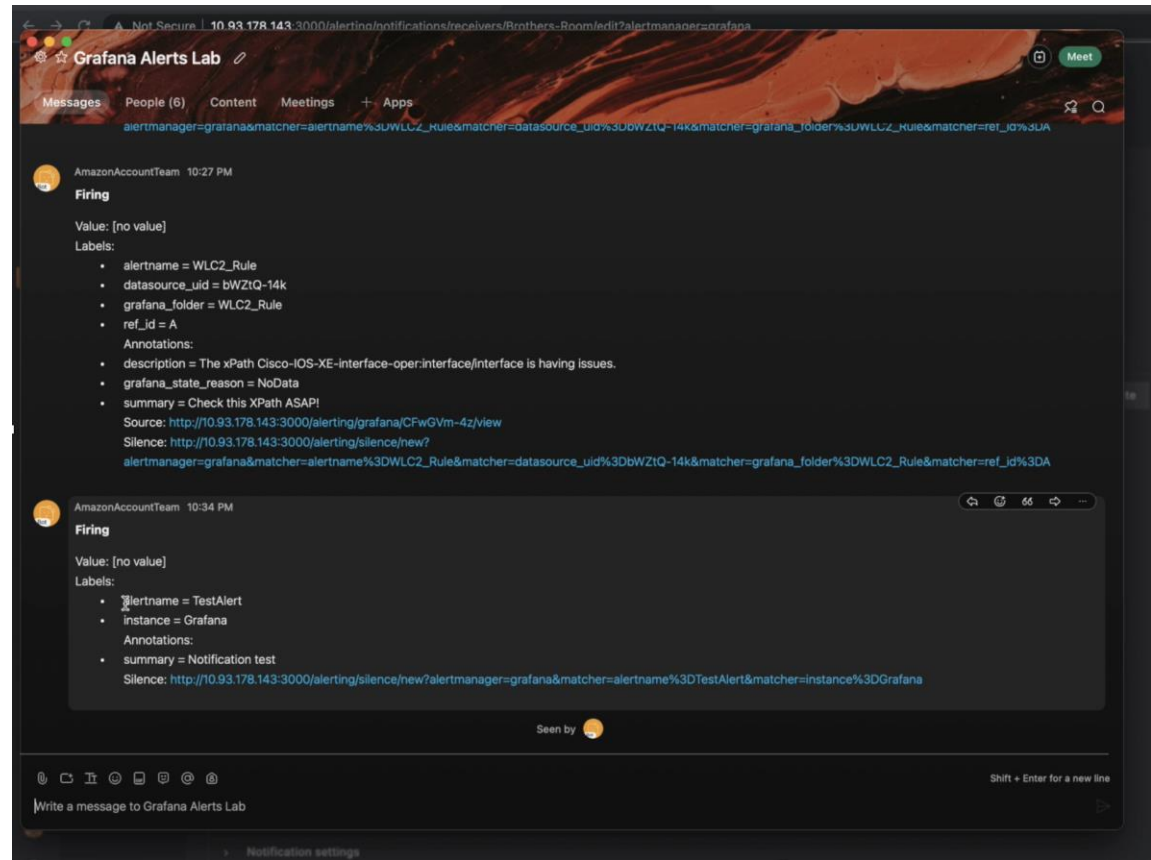 Not Secure | 10.93.178.143:3000/alerting/notifications/receivers/Brothers-Room/edit?alertmanager=grafana
Grafana Alerts Lab
Meet
Messages People (6) Content Meetings + Apps
alertmanager=grafana&matcher=alertname%3DWLC2_Rule&matcher=datasource_uid%3DbWZtQ-14k&matcher=grafana_folder%3DWLC2_Rule&matcher=ref_id%3DA
AmazonAccountTeam 10:27 PM
Firing
Value: [no value]
Labels:
• alertname = WLC2_Rule
• datasource_uid = bWZtQ-14k
• grafana_folder = WLC2_Rule
• ref_id = A
Annotations:
• description = The xPath Cisco-IOS-XE-interface-oper:interface/interface is having issues.
• grafana_state_reason = NoData
• summary = Check this XPath ASAP!
Source: http://10.93.178.143:3000/alerting/grafana/CFwGVm-4z/view
Silence: http://10.93.178.143:3000/alerting/silence/new?
alertmanager=grafana&matcher=alertname%3DWLC2_Rule&matcher=datasource_uid%3DbWZtQ-14k&matcher=grafana_folder%3DWLC2_Rule&matcher=ref_id%3DA
AmazonAccountTeam 10:34 PM
Firing
Value: [no value]
Labels:
• alertname = TestAlert
• instance = Grafana
Annotations:
• summary = Notification test
Silence: http://10.93.178.143:3000/alerting/silence/new?alertmanager=grafana&matcher=alertname%3DTestAlert&matcher=instance%3DGrafana
Seen by
Shift + Enter for a new line
Write a message to Grafana Alerts Lab
Notification settings